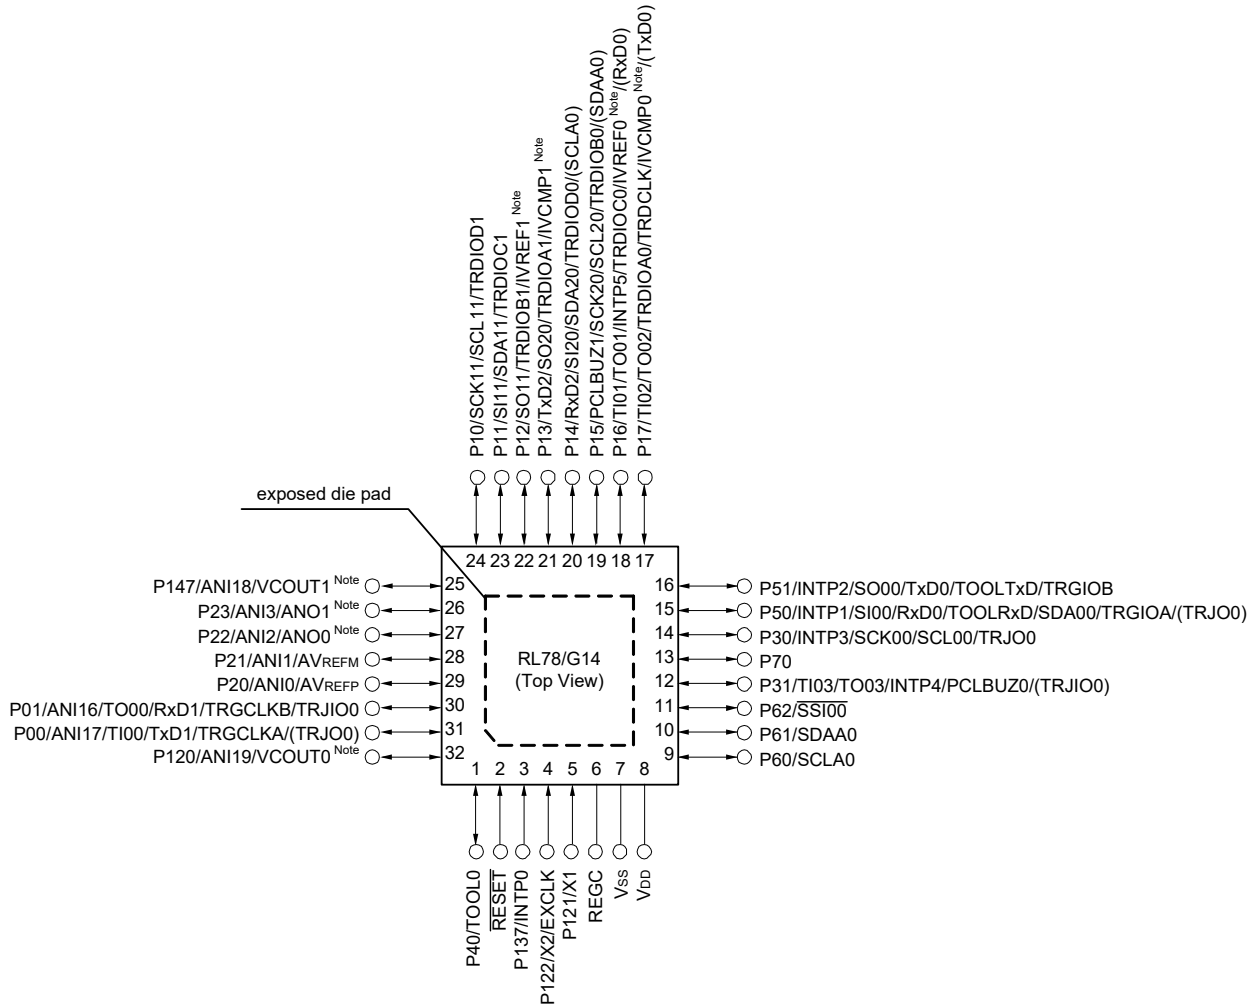 P10/SCK11/SCL11/TRDIOD1
P11/SI11/SDA11/TRDIOC1
P12/SO11/TRDIOB1/IVREF1 Note
P13/TxD2/SO20/TRDIOA1/IVCMP1 Note
P14/RxD2/SI20/SDA20/TRDIOD0/(SCLA0)
P15/PCLBUZ1/SCK20/SCL20/TRDIOB0/(SDAA0)
P16/TI01/TO01/INTP5/TRDIOC0/IVREF0 Note/(RxD0)
P17/TI02/TO02/TRDIOA0/TRDCLK/IVCMP0 Note/(TxD0)
exposed die pad
24 23 22 21 20 19 18 17
P147/ANI18/VCOUT1 Note 25
P23/ANI3/ANO1 Note 26
P22/ANI2/ANO0 Note 27
P21/ANI1/AVREFM 28
P20/ANI0/AVREFP 29
P01/ANI16/TO00/RxD1/TRGCLKB/TRJIO0 30
P00/ANI17/TI00/TxD1/TRGCLKA/(TRJO0) 31
P120/ANI19/VCOUT0 Note 32
RL78/G14
(Top View)
16 P51/INTP2/SO00/TxD0/TOOLTxD/TRGIOB
15 P50/INTP1/SI00/RxD0/TOOLRxD/SDA00/TRGIOA/(TRJO0)
14 P30/INTP3/SCK00/SCL00/TRJO0
13 P70
12 P31/TI03/TO03/INTP4/PCLBUZ0/(TRJIO0)
11 P62/SSI00
10 P61/SDAA0
9 P60/SCLA0
1 2 3 4 5 6 7 8
P40/TOOL0
RESET
P137/INTP0
P122/X2/EXCLK
P121/X1
REGC
VSS
VDD